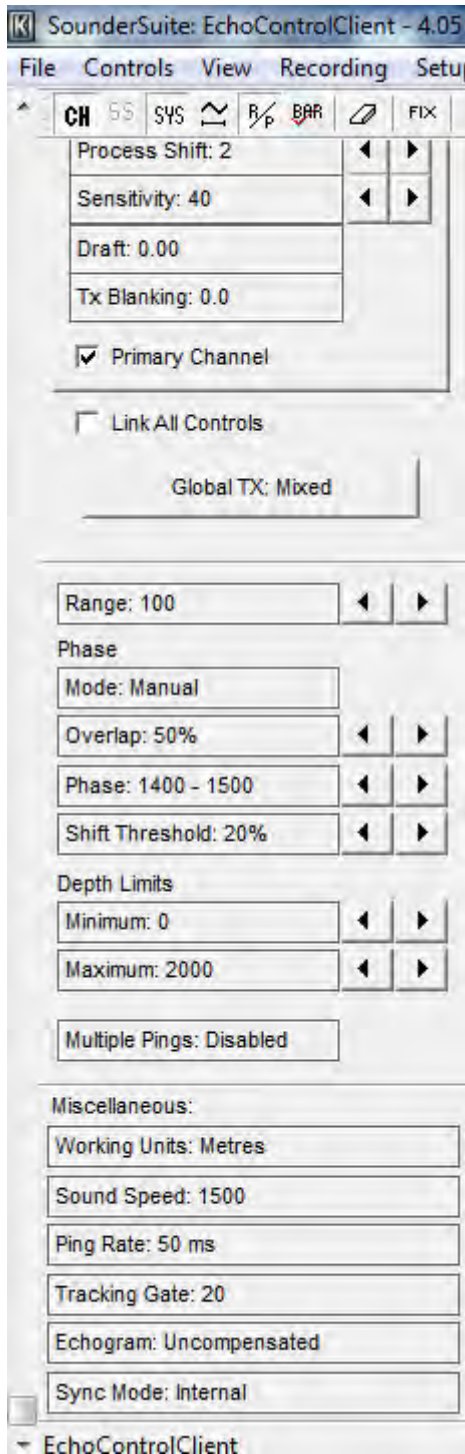 SounderSuite: EchoControlClient - 4.05
File Controls View Recording Setu
CH SS SYS R/P BAR FIX
Process Shift: 2
Sensitivity: 40
Draft: 0.00
Tx Blanking: 0.0
Primary Channel
Link All Controls
Global TX: Mixed
Range: 100
Phase
Mode: Manual
Overlap: 50%
Phase: 1400 - 1500
Shift Threshold: 20%
Depth Limits
Minimum: 0
Maximum: 2000
Multiple Pings: Disabled
Miscellaneous:
Working Units: Metres
Sound Speed: 1500
Ping Rate: 50 ms
Tracking Gate: 20
Echogram: Uncompensated
Sync Mode: Internal
EchoControlClient